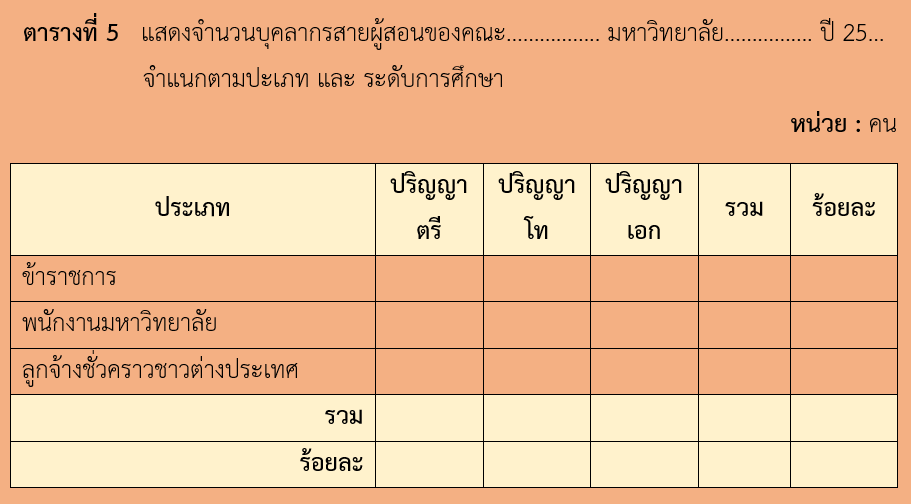 ตารางที่ 5 แสดงจำนวนบุคลากรสายผู้สอนของคณะ................. มหาวิทยาลัย................ ปี 25...
จำแนกตามปะเภท และ ระดับการศึกษา
หน่วย : คน
ประเภท ปริญญาตรี ปริญญาโท ปริญญาเอก รวม ร้อยละ
ข้าราชการ
พนักงานมหาวิทยาลัย
ลูกจ้างชั่วคราวชาวต่างประเทศ
รวม
ร้อยละ